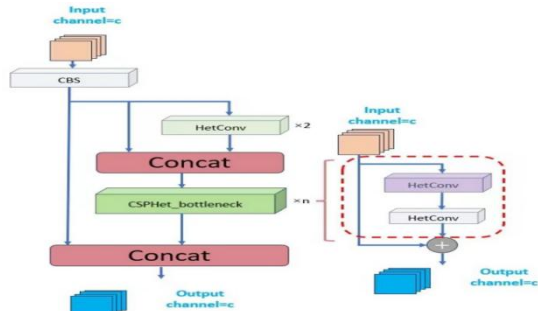 Input
channel=c
CBS
HetConv
×2
Concat
CSPHet_bottleneck
×n
Concat
Output
channel=c
Input
channel=c
HetConv
HetConv
+
Output
channel=c